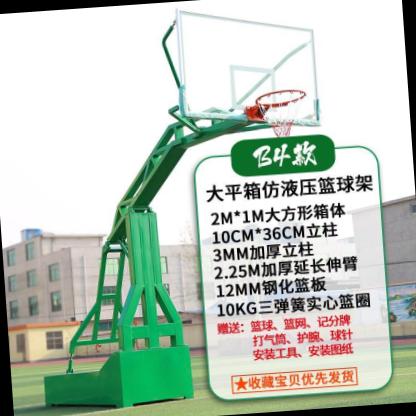 B4款
大平箱仿液压篮球架
2M*1M大方形箱体
10CM*36CM立柱
3MM加厚立柱
2.25M加厚延长伸臂
12MM钢化篮板
10KG三弹簧实心篮圈
赠送：篮球、篮网、记分牌
打气筒、护腕、球针
安装工具、安装图纸
★收藏宝贝优先发货